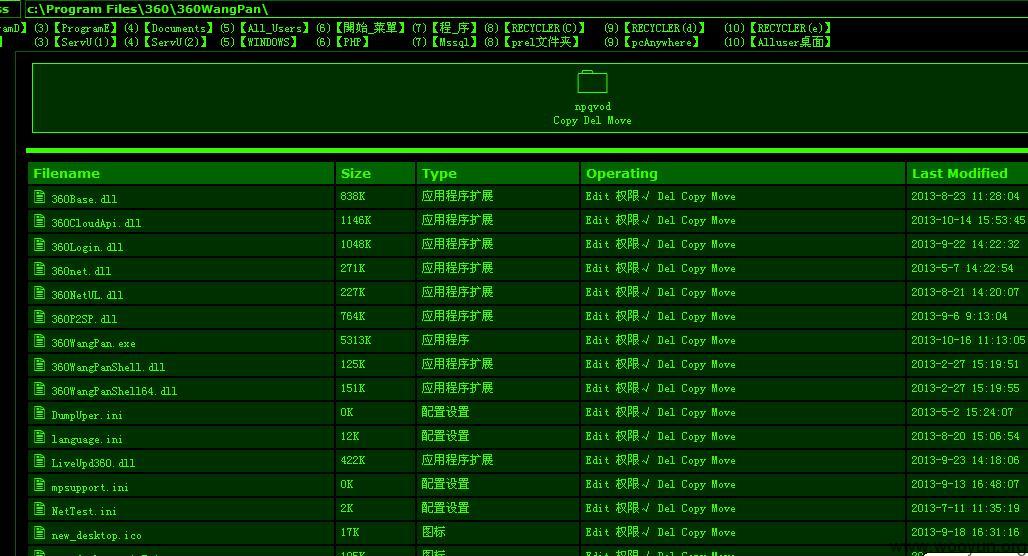 ss c:\Program Files\360\360WangPan\
ramD】 (3)【ProgramE】 (4)【Documents】 (5)【All_Users】 (6)【開始_菜單】 (7)【程_序】 (8)【RECYCLER(C)】 (9)【RECYCLER(d)】 (10)【RECYCLER(e)】
】 (3)【ServU(1)】 (4)【ServU(2)】 (5)【WINDOWS】 (6)【PHP】 (7)【Mssql】 (8)【prel文件夹】 (9)【pcAnywhere】 (10)【Alluser桌面】
npqvod
Copy Del Move
Filename Size Type Operating Last Modified
360Base.dll 838K 应用程序扩展 Edit 权限√ Del Copy Move 2013-8-23 11:28:04
360CloudApi.dll 1146K 应用程序扩展 Edit 权限√ Del Copy Move 2013-10-14 15:53:45
360Login.dll 1048K 应用程序扩展 Edit 权限√ Del Copy Move 2013-9-22 14:22:32
360net.dll 271K 应用程序扩展 Edit 权限√ Del Copy Move 2013-5-7 14:22:54
360NetUL.dll 227K 应用程序扩展 Edit 权限√ Del Copy Move 2013-8-21 14:20:07
360P2SP.dll 764K 应用程序扩展 Edit 权限√ Del Copy Move 2013-9-6 9:13:04
360WangPan.exe 5313K 应用程序 Edit 权限√ Del Copy Move 2013-10-16 11:13:05
360WangPanShell.dll 125K 应用程序扩展 Edit 权限√ Del Copy Move 2013-2-27 15:19:51
360WangPanShell64.dll 151K 应用程序扩展 Edit 权限√ Del Copy Move 2013-2-27 15:19:55
DumpUper.ini 0K 配置设置 Edit 权限√ Del Copy Move 2013-5-2 15:24:07
language.ini 12K 配置设置 Edit 权限√ Del Copy Move 2013-8-20 15:06:54
LiveUpd360.dll 422K 应用程序扩展 Edit 权限√ Del Copy Move 2013-9-23 14:18:06
mpsupport.ini 0K 配置设置 Edit 权限√ Del Copy Move 2013-9-13 16:48:07
NetTest.ini 2K 配置设置 Edit 权限√ Del Copy Move 2013-7-11 11:35:19
new_desktop.ico 17K 图标 Edit 权限√ Del Copy Move 2013-9-18 16:31:16